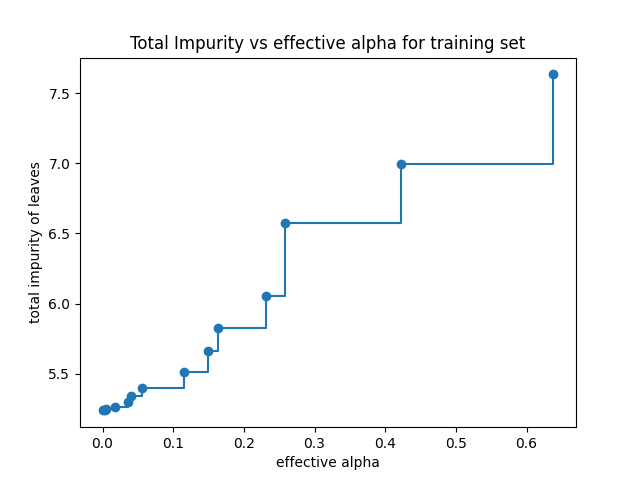 Total Impurity vs effective alpha for training set
7.5
7.0
6.5
6.0
5.5
total impurity of leaves
0.0 0.1 0.2 0.3 0.4 0.5 0.6
effective alpha